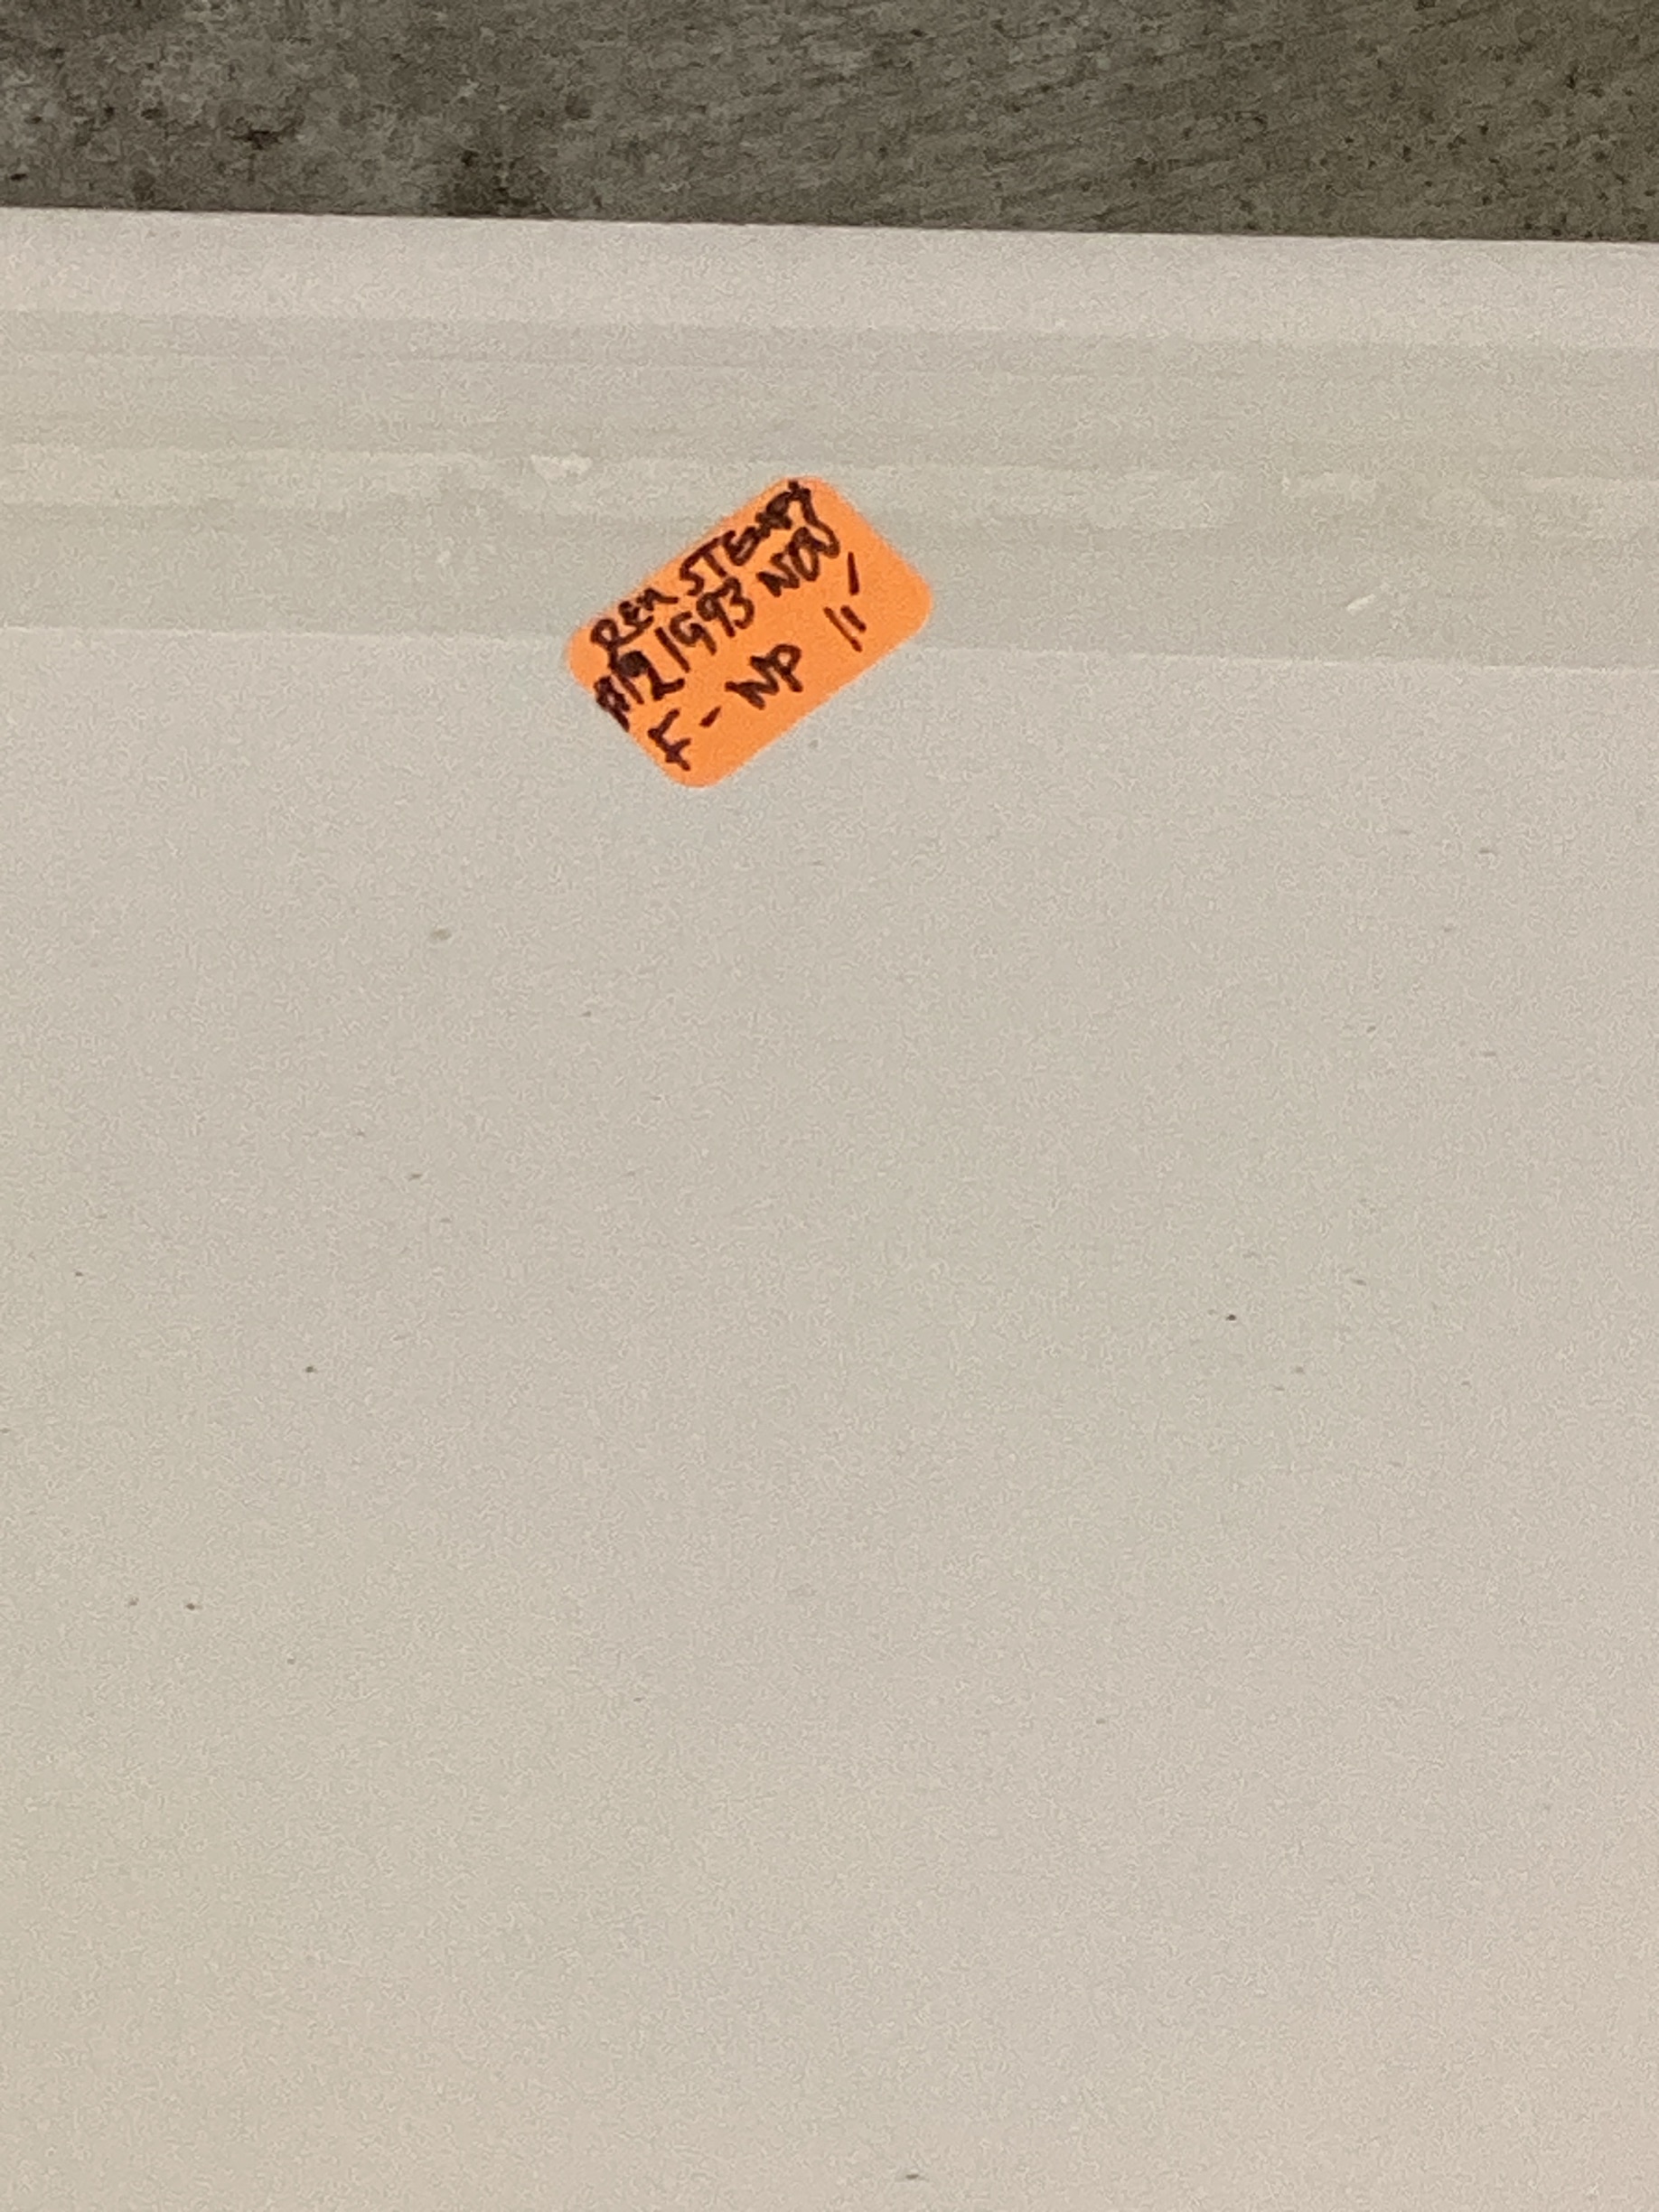 REN STEMPY
#12 1993 NOV
F - NP 11-